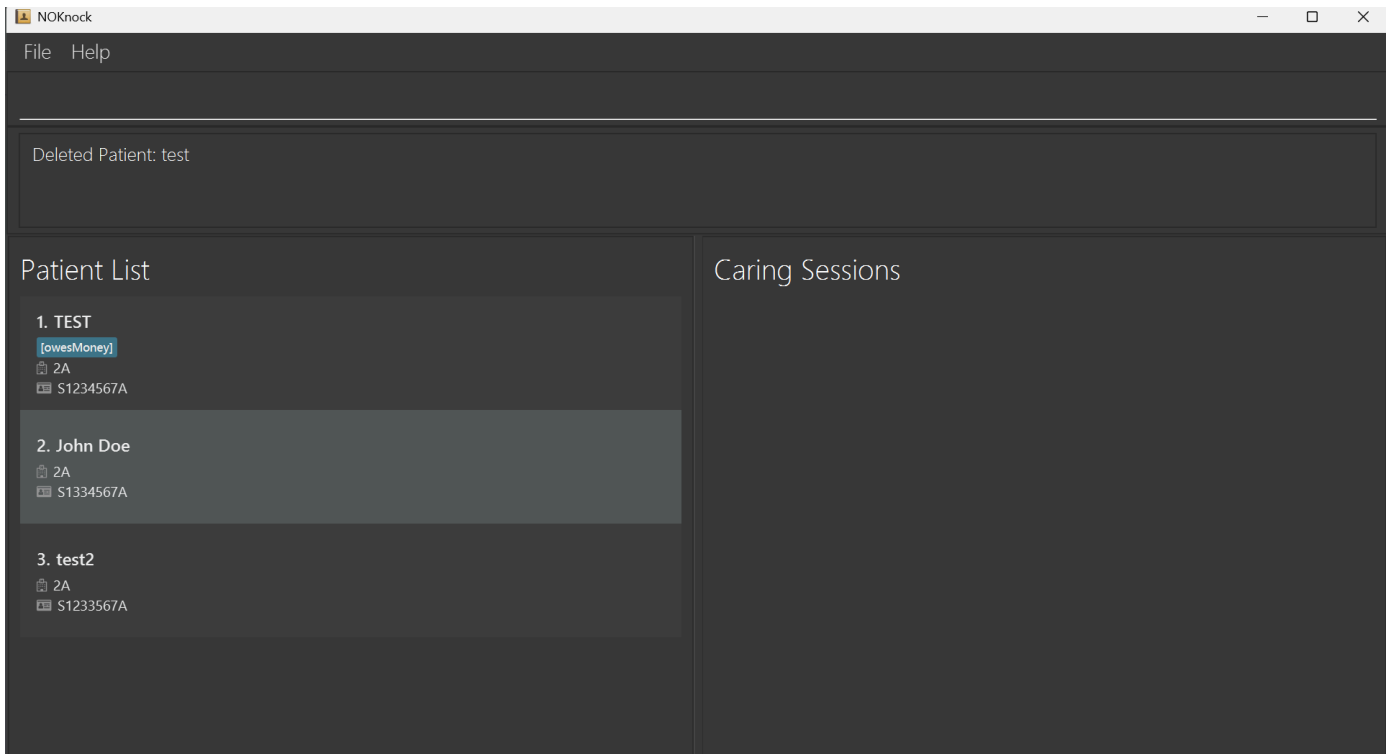 NOKnock
File Help
Deleted Patient: test
Patient List
1. TEST
[owesMoney]
2A
S1234567A
2. John Doe
2A
S1334567A
3. test2
2A
S1233567A
Caring Sessions